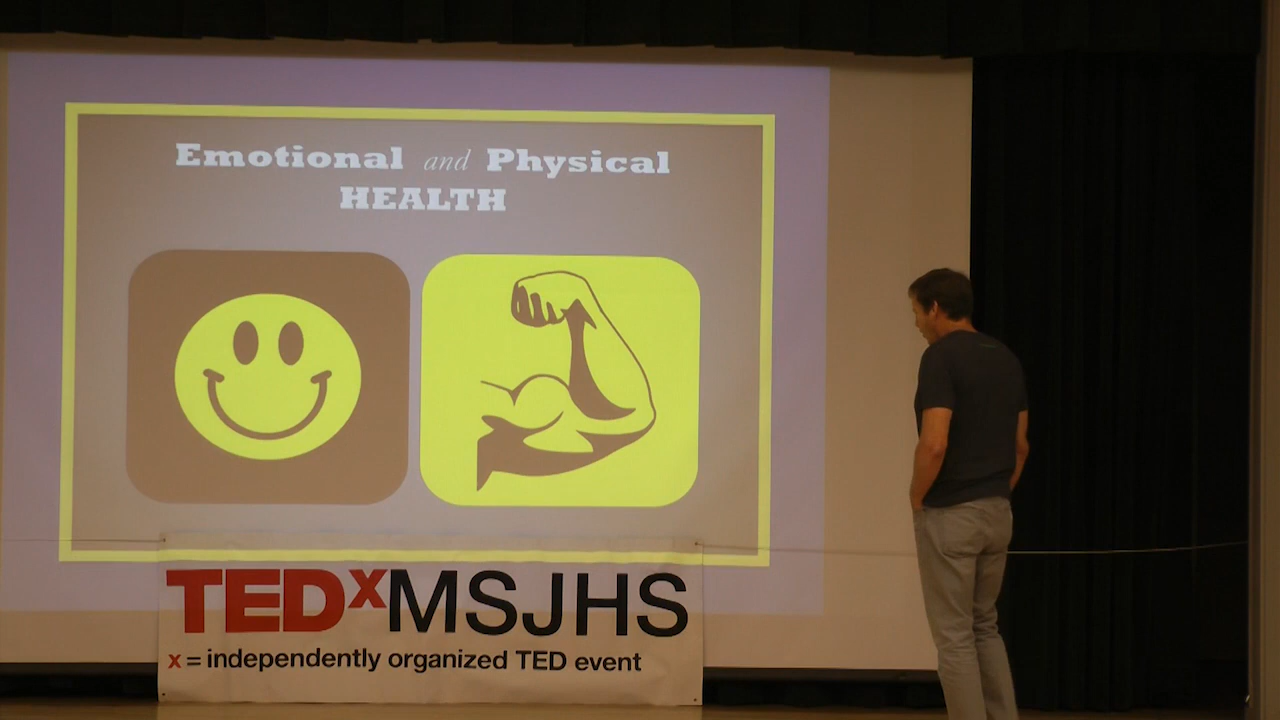 Emotional and Physical
HEALTH
TEDxMSJHS
x = independently organized TED event